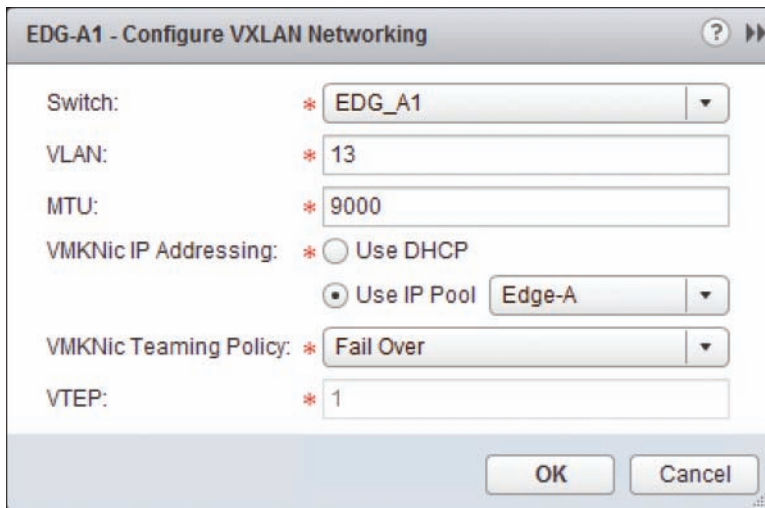 EDG-A1 - Configure VXLAN Networking ?
Switch: * EDG_A1
VLAN: * 13
MTU: * 9000
VMKNic IP Addressing: * Use DHCP
Use IP Pool Edge-A
VMKNic Teaming Policy: * Fail Over
VTEP: * 1
OK Cancel